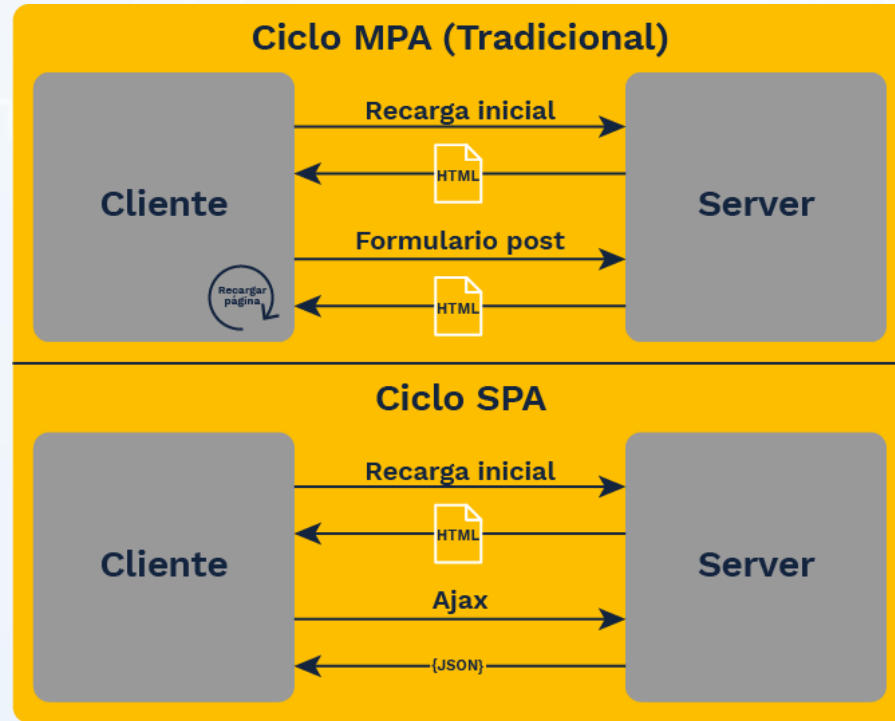 Ciclo MPA (Tradicional)
Recarga inicial
HTML
Cliente
Server
Formulario post
Recargar
página
HTML
Ciclo SPA
Recarga inicial
HTML
Cliente
Server
Ajax
{JSON}